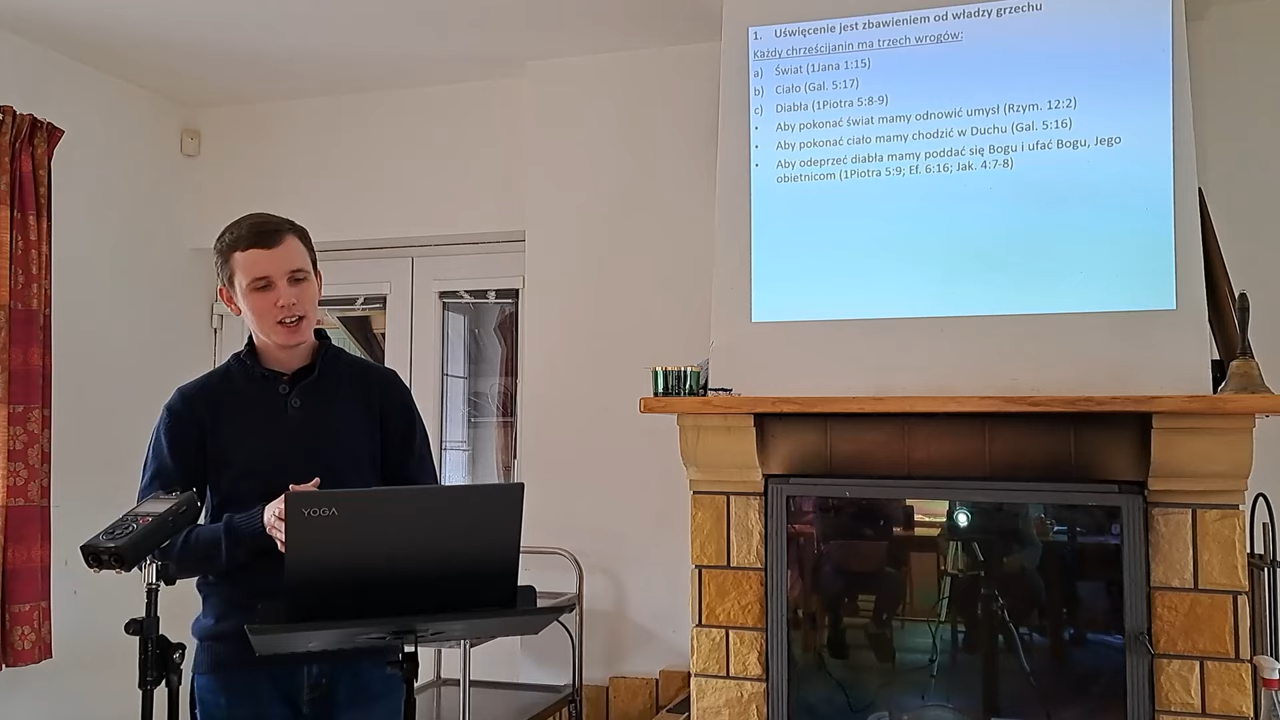 1. Uświęcenie jest zbawieniem od władzy grzechu
Każdy chrześcijanin ma trzech wrogów:
a) Świat (1Jana 1:15)
b) Ciało (Gal. 5:17)
c) Diabła (1Piotra 5:8-9)
• Aby pokonać świat mamy odnowić umysł (Rzym. 12:2)
• Aby pokonać ciało mamy chodzić w Duchu (Gal. 5:16)
• Aby odeprzeć diabła mamy poddać się Bogu i ufać Bogu, Jego
obietnicom (1Piotra 5:9; Ef. 6:16; Jak. 4:7-8)
YOGA